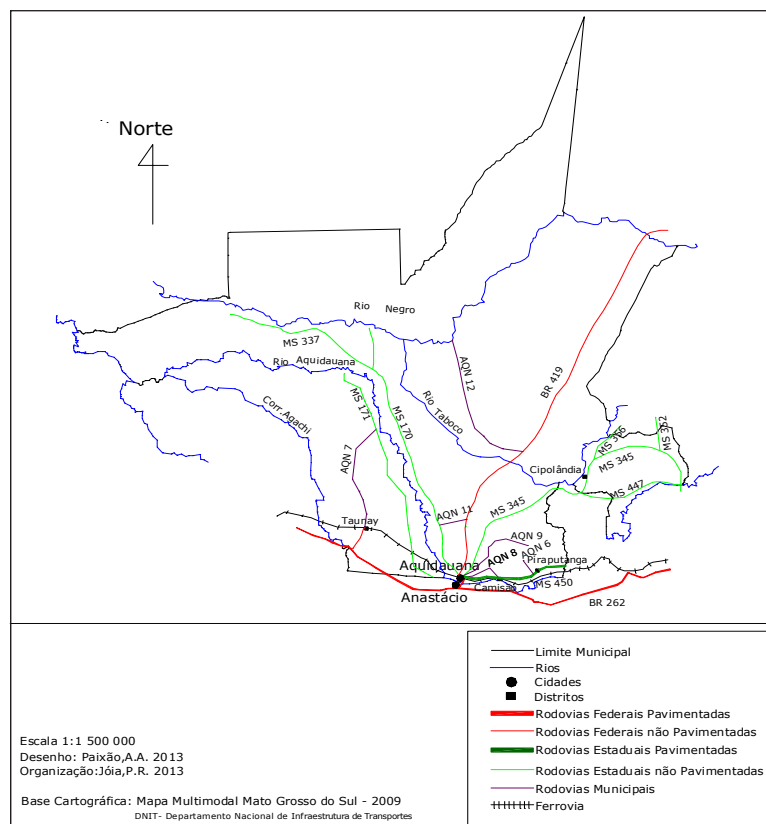 Norte
Rio Negro
MS 337
Rio Aquidauana
AQN 12
BR 419
MS 171
MS 170
Rio Taboco
Corr.Agachi
MS 366
MS 352
AQN 7
Cipolândia
MS 345
MS 447
AQN 11
MS 345
Taunay
AQN 9
AQN 8
AQN 6
Aquidauana
Piraputanga
Camisão
MS 450
Anastácio
BR 262
Limite Municipal
Rios
Cidades
Distritos
Rodovias Federais Pavimentadas
Rodovias Federais não Pavimentadas
Rodovias Estaduais Pavimentadas
Rodovias Estaduais não Pavimentadas
Rodovias Municipais
Ferrovia
Escala 1:1 500 000
Desenho: Paixão,A.A. 2013
Organização:Jóia,P.R. 2013
Base Cartográfica: Mapa Multimodal Mato Grosso do Sul - 2009
DNIT- Departamento Nacional de Infraestrutura de Transportes